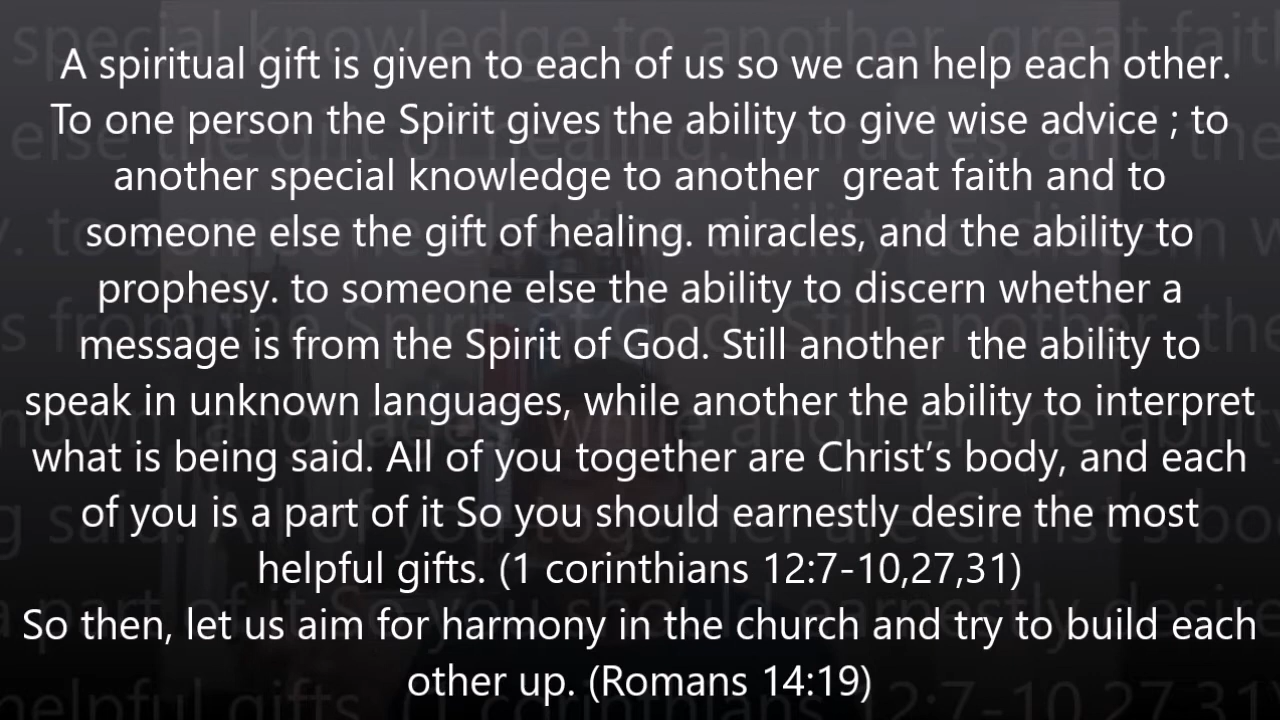 A spiritual gift is given to each of us so we can help each other.
To one person the Spirit gives the ability to give wise advice ; to
another special knowledge to another  great faith and to
someone else the gift of healing. miracles, and the ability to
prophesy. to someone else the ability to discern whether a
message is from the Spirit of God. Still another  the ability to
speak in unknown languages, while another the ability to interpret
what is being said. All of you together are Christ’s body, and each
of you is a part of it So you should earnestly desire the most
helpful gifts. (1 corinthians 12:7-10,27,31)
So then, let us aim for harmony in the church and try to build each
other up. (Romans 14:19)